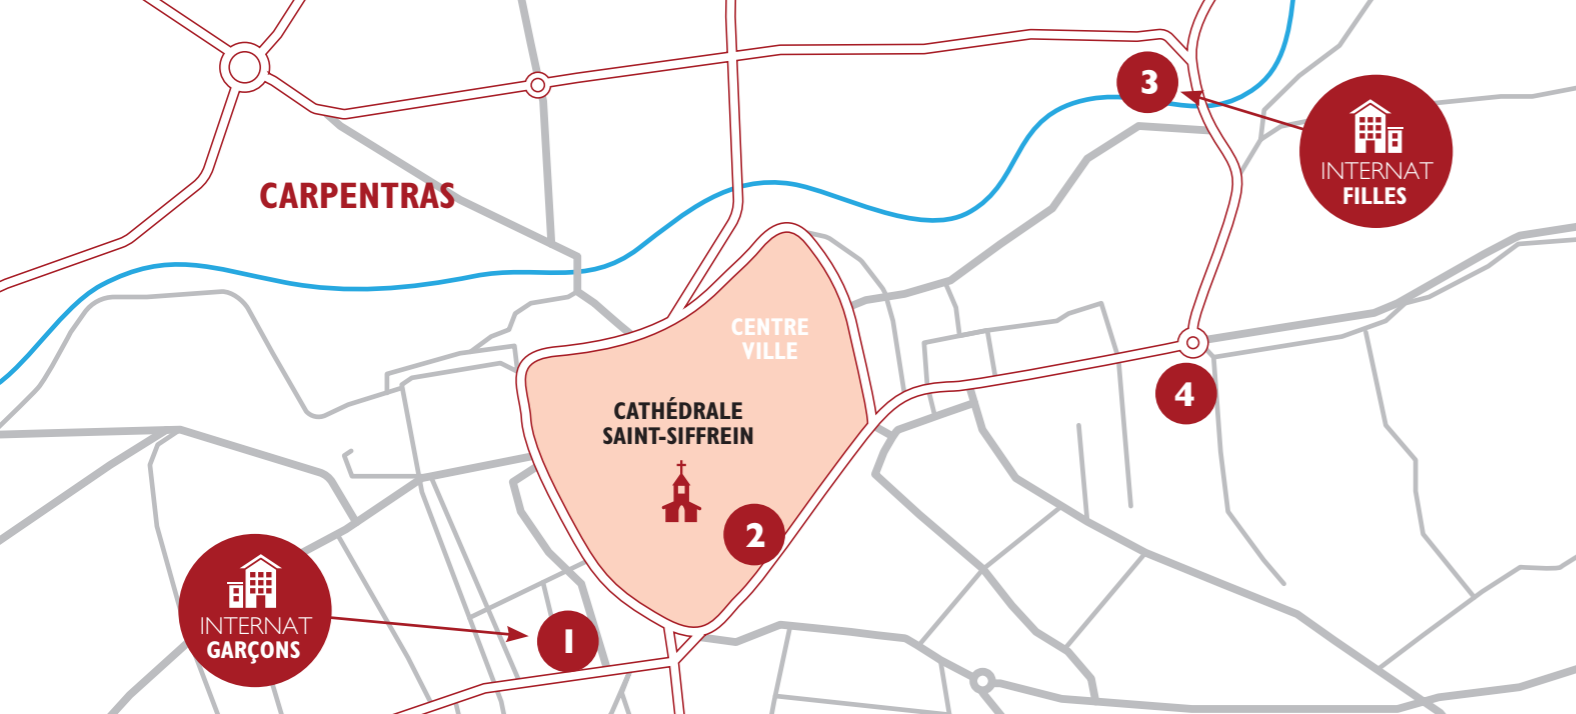 3
INTERNAT
FILLES
CARPENTRAS
CENTRE
VILLE
4
CATHÉDRALE
SAINT-SIFFREIN
2
INTERNAT
GARÇONS
1